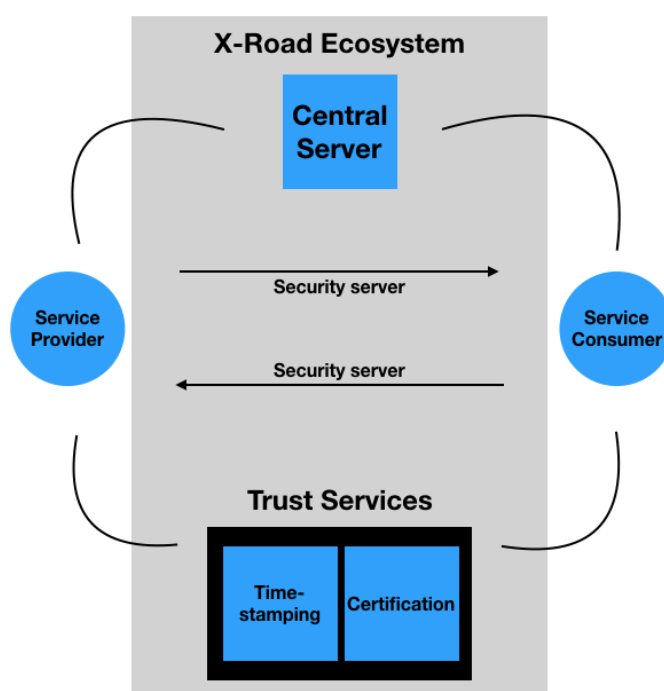 X-Road Ecosystem
Central
Server
Security server
Service
Provider
Service
Consumer
Security server
Trust Services
Time-
stamping
Certification